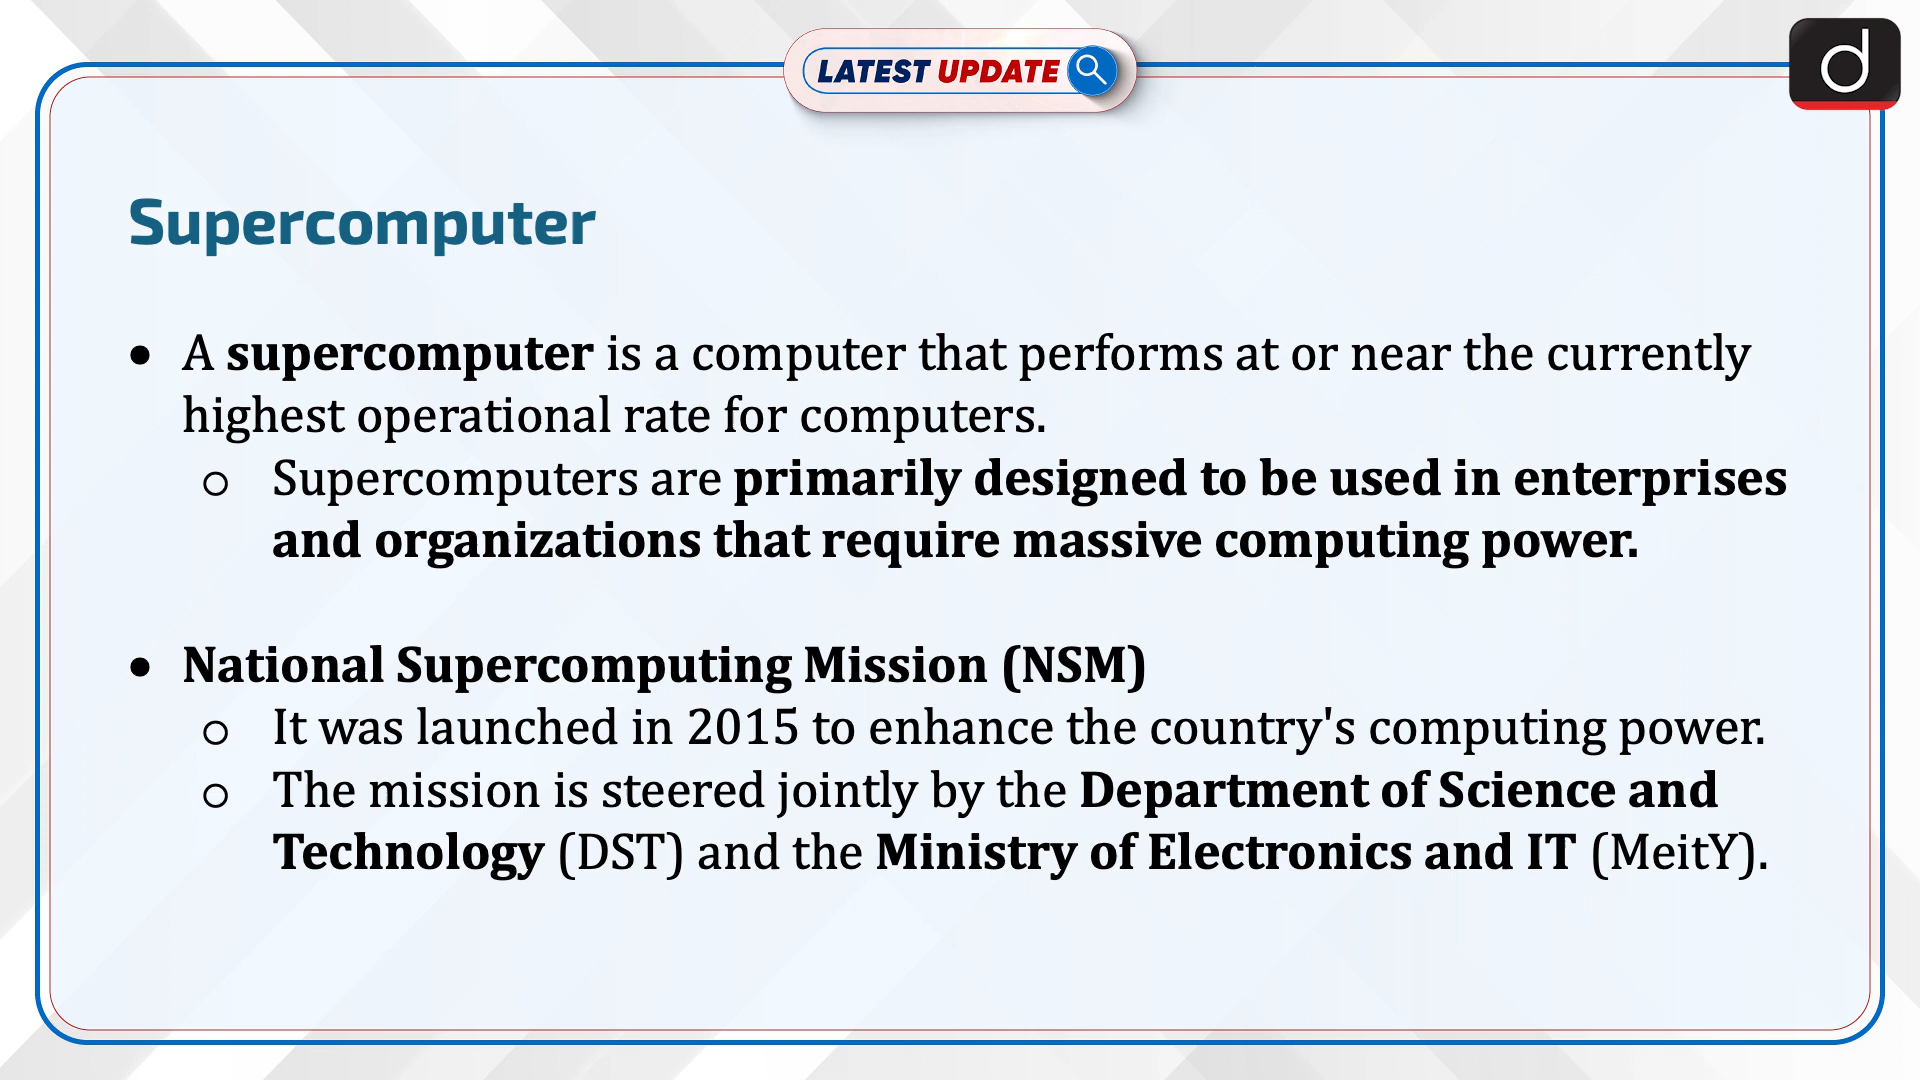 LATEST UPDATE
d
Supercomputer
• A supercomputer is a computer that performs at or near the currently
highest operational rate for computers.
○ Supercomputers are primarily designed to be used in enterprises
and organizations that require massive computing power.
• National Supercomputing Mission (NSM)
○ It was launched in 2015 to enhance the country's computing power.
○ The mission is steered jointly by the Department of Science and
Technology (DST) and the Ministry of Electronics and IT (MeitY).